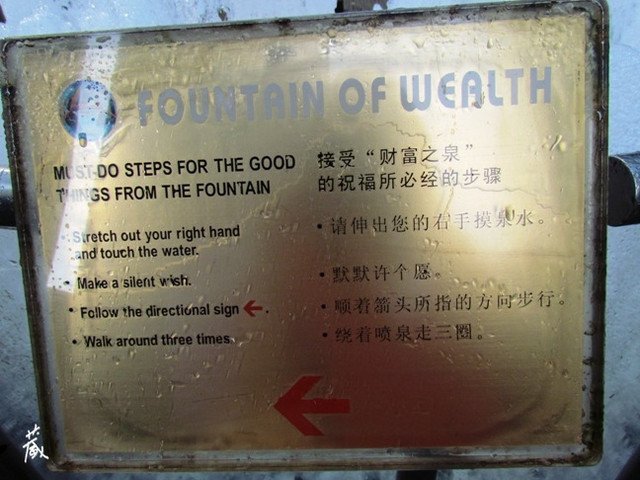 FOUNTAIN OF WEALTH
MUST-DO STEPS FOR THE GOOD
THINGS FROM THE FOUNTAIN
• Stretch out your right hand
and touch the water.
• Make a silent wish.
• Follow the directional sign ←.
• Walk around three times.
接受“财富之泉”
的祝福所必经的步骤
• 请伸出您的右手摸泉水。
• 默默许个愿。
• 顺着箭头所指的方向步行。
• 绕着喷泉走三圈。
←